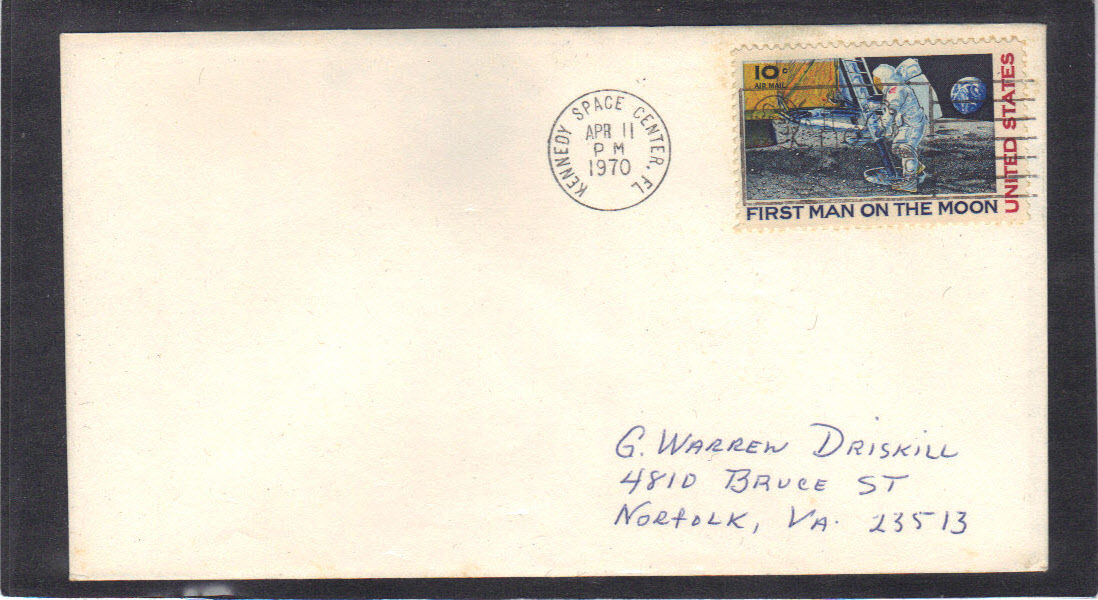 KENNEDY SPACE CENTER, FL
APR 11
PM
1970
10c
AIR MAIL
FIRST MAN ON THE MOON
UNITED STATES
G. WARREN DRISKILL
4810 BRUCE ST
NORFOLK, VA. 23513